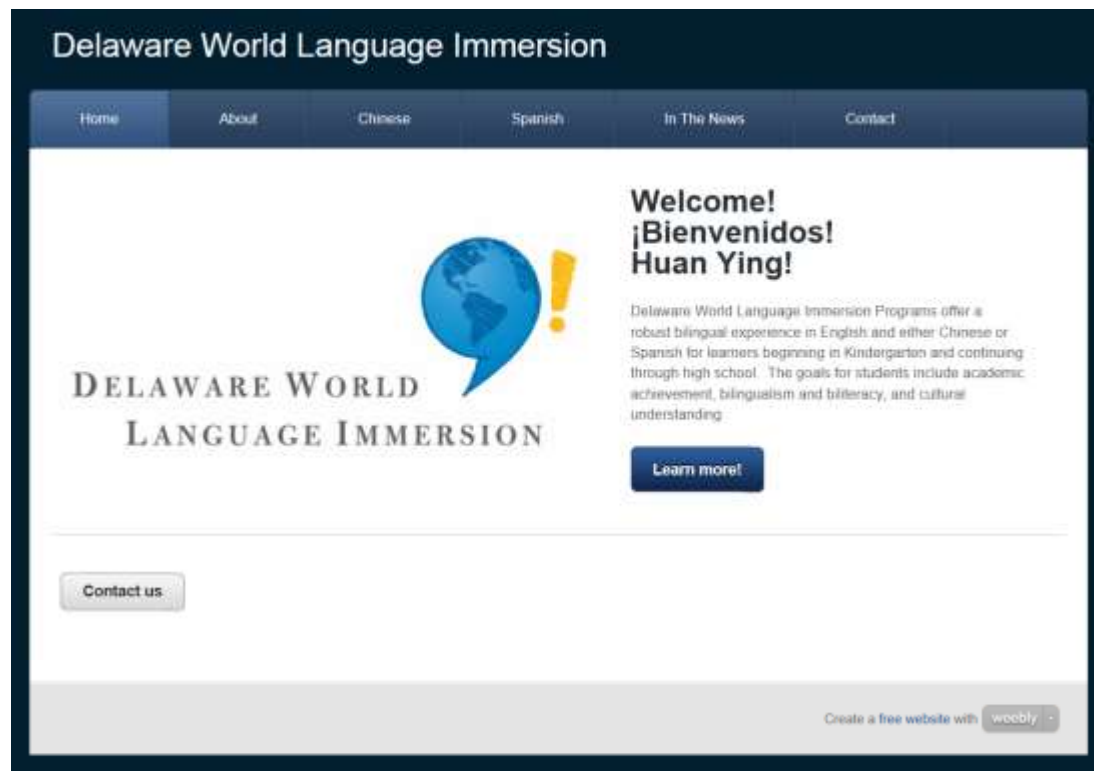 Delaware World Language Immersion
Home About Chinese Spanish In The News Contact
DELAWARE WORLD
LANGUAGE IMMERSION
Welcome!
¡Bienvenidos!
Huan Ying!
Delaware World Language Immersion Programs offer a
robust bilingual experience in English and either Chinese or
Spanish for learners beginning in Kindergarten and continuing
through high school. The goals for students include academic
achievement, bilingualism and biliteracy, and cultural
understanding
Learn more!
Contact us
Create a free website with weebly